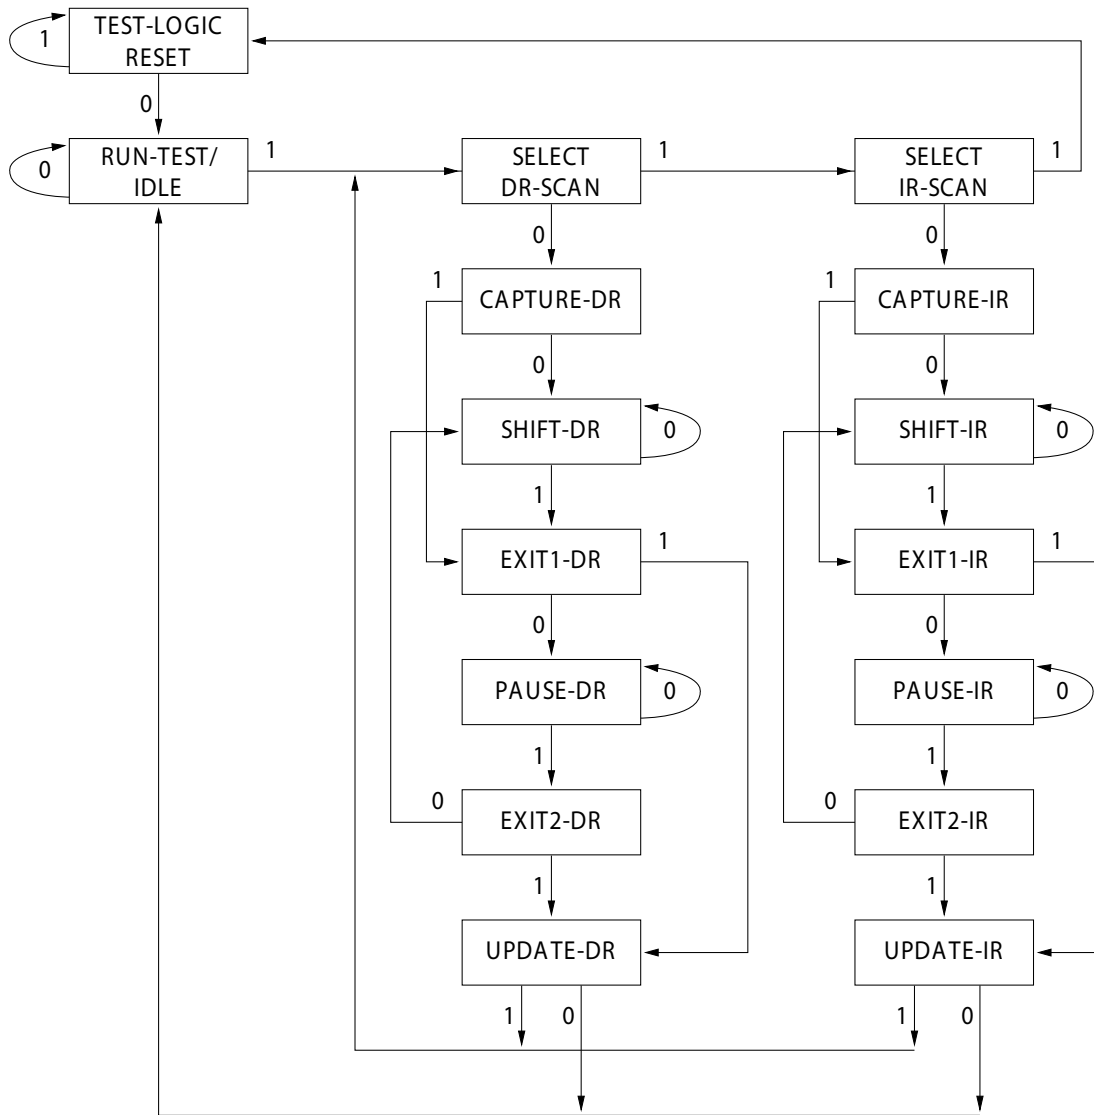 TEST-LOGIC
RESET
1
0
RUN-TEST/
IDLE
0
1
SELECT
DR-SCAN
1
SELECT
IR-SCAN
1
0
0
1
CAPTURE-DR
1
CAPTURE-IR
0
0
SHIFT-DR
0
SHIFT-IR
0
1
1
EXIT1-DR
1
EXIT1-IR
1
0
0
PAUSE-DR
0
PAUSE-IR
0
1
1
0
EXIT2-DR
0
EXIT2-IR
1
1
UPDATE-DR
UPDATE-IR
1
0
1
0